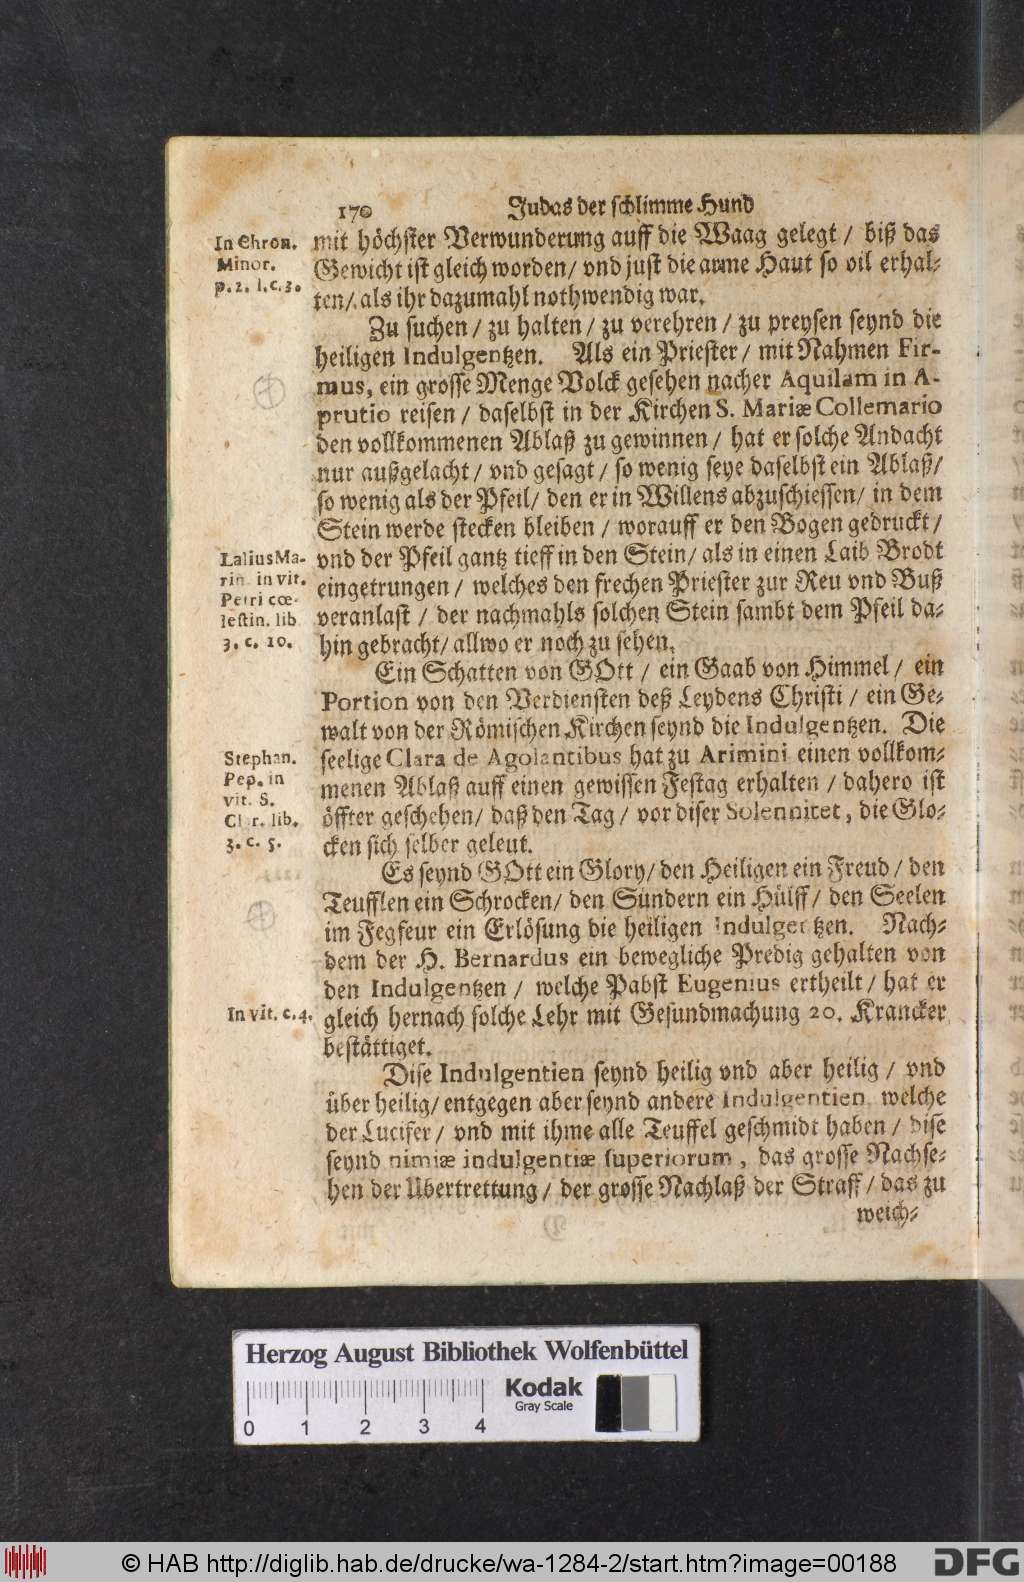 170 Judas der schlimme Hund
In Chron.
Minor.
p. 2. l. c. 3.
mit höchster Verwunderung auff die Waag gelegt / biß das
Gewicht ist gleich worden / vnd just die arme Haut so vil erhal-
ten / als ihr dazumahl nothwendig war.
Zu suchen / zu halten / zu verehren / zu preysen seynd die
heiligen Indulgentzen. Als ein Priester / mit Nahmen Fir-
mus, ein grosse Menge Volck gesehen nacher Aquilam in A-
prutio reisen / daselbst in der Kirchen S. Mariæ Collemario
den vollkommenen Ablaß zu gewinnen / hat er solche Andacht
nur außgelacht / vnd gesagt / so wenig seye daselbst ein Ablaß /
so wenig als der Pfeil / den er in Willens abzuschiessen / in dem
Stein werde stecken bleiben / worauff er den Bogen gedruckt /
vnd der Pfeil gantz tieff in den Stein / als in einen Laib Brodt
eingetrungen / welches den frechen Priester zur Reu vnd Buß
veranlast / der nachmahls solchen Stein sambt dem Pfeil da-
hin gebracht / allwo er noch zu sehen.
Lalius Ma-
rin. in vit.
Petri cœ-
lestin. lib.
3. c. 10.
Ein Schatten von GOtt / ein Gaab von Himmel / ein
Portion von den Verdiensten deß Leydens Christi / ein Ge-
walt von der Römischen Kirchen seynd die Indulgentzen. Die
seelige Clara de Agolantibus hat zu Arimini einen vollkom-
menen Ablaß auff einen gewissen Festag erhalten / dahero ist
öffter geschehen / daß den Tag / vor diser Solennitet, die Glo-
cken sich selber geleut.
Stephan.
Pep. in
vit. S.
Clar. lib.
3. c. 5.
Es seynd GOtt ein Glory / den Heiligen ein Freud / den
Teufflen ein Schrocken / den Sündern ein Hülff / den Seelen
im Fegfeur ein Erlösung die heiligen Indulgentzen. Nach-
dem der H. Bernardus ein bewegliche Predig gehalten von
den Indulgentzen / welche Pabst Eugenius ertheilt / hat er
gleich hernach solche Lehr mit Gesundmachung 20. Krancker
bestättiget.
In vit. c. 4.
Dise Indulgentien seynd heilig vnd aber heilig / vnd
über heilig / entgegen aber seynd andere Indulgentien, welche
der Lucifer / vnd mit ihme alle Teuffel geschmidt haben / dise
seynd nimiæ indulgentiæ superiorum, das grosse Nachse-
hen der Ubertrettung / der grosse Nachlaß der Straff / das zu
weich-
Herzog August Bibliothek Wolfenbüttel
Kodak
Gray Scale
0 1 2 3 4
© HAB http://diglib.hab.de/drucke/wa-1284-2/start.htm?image=00188
DFG